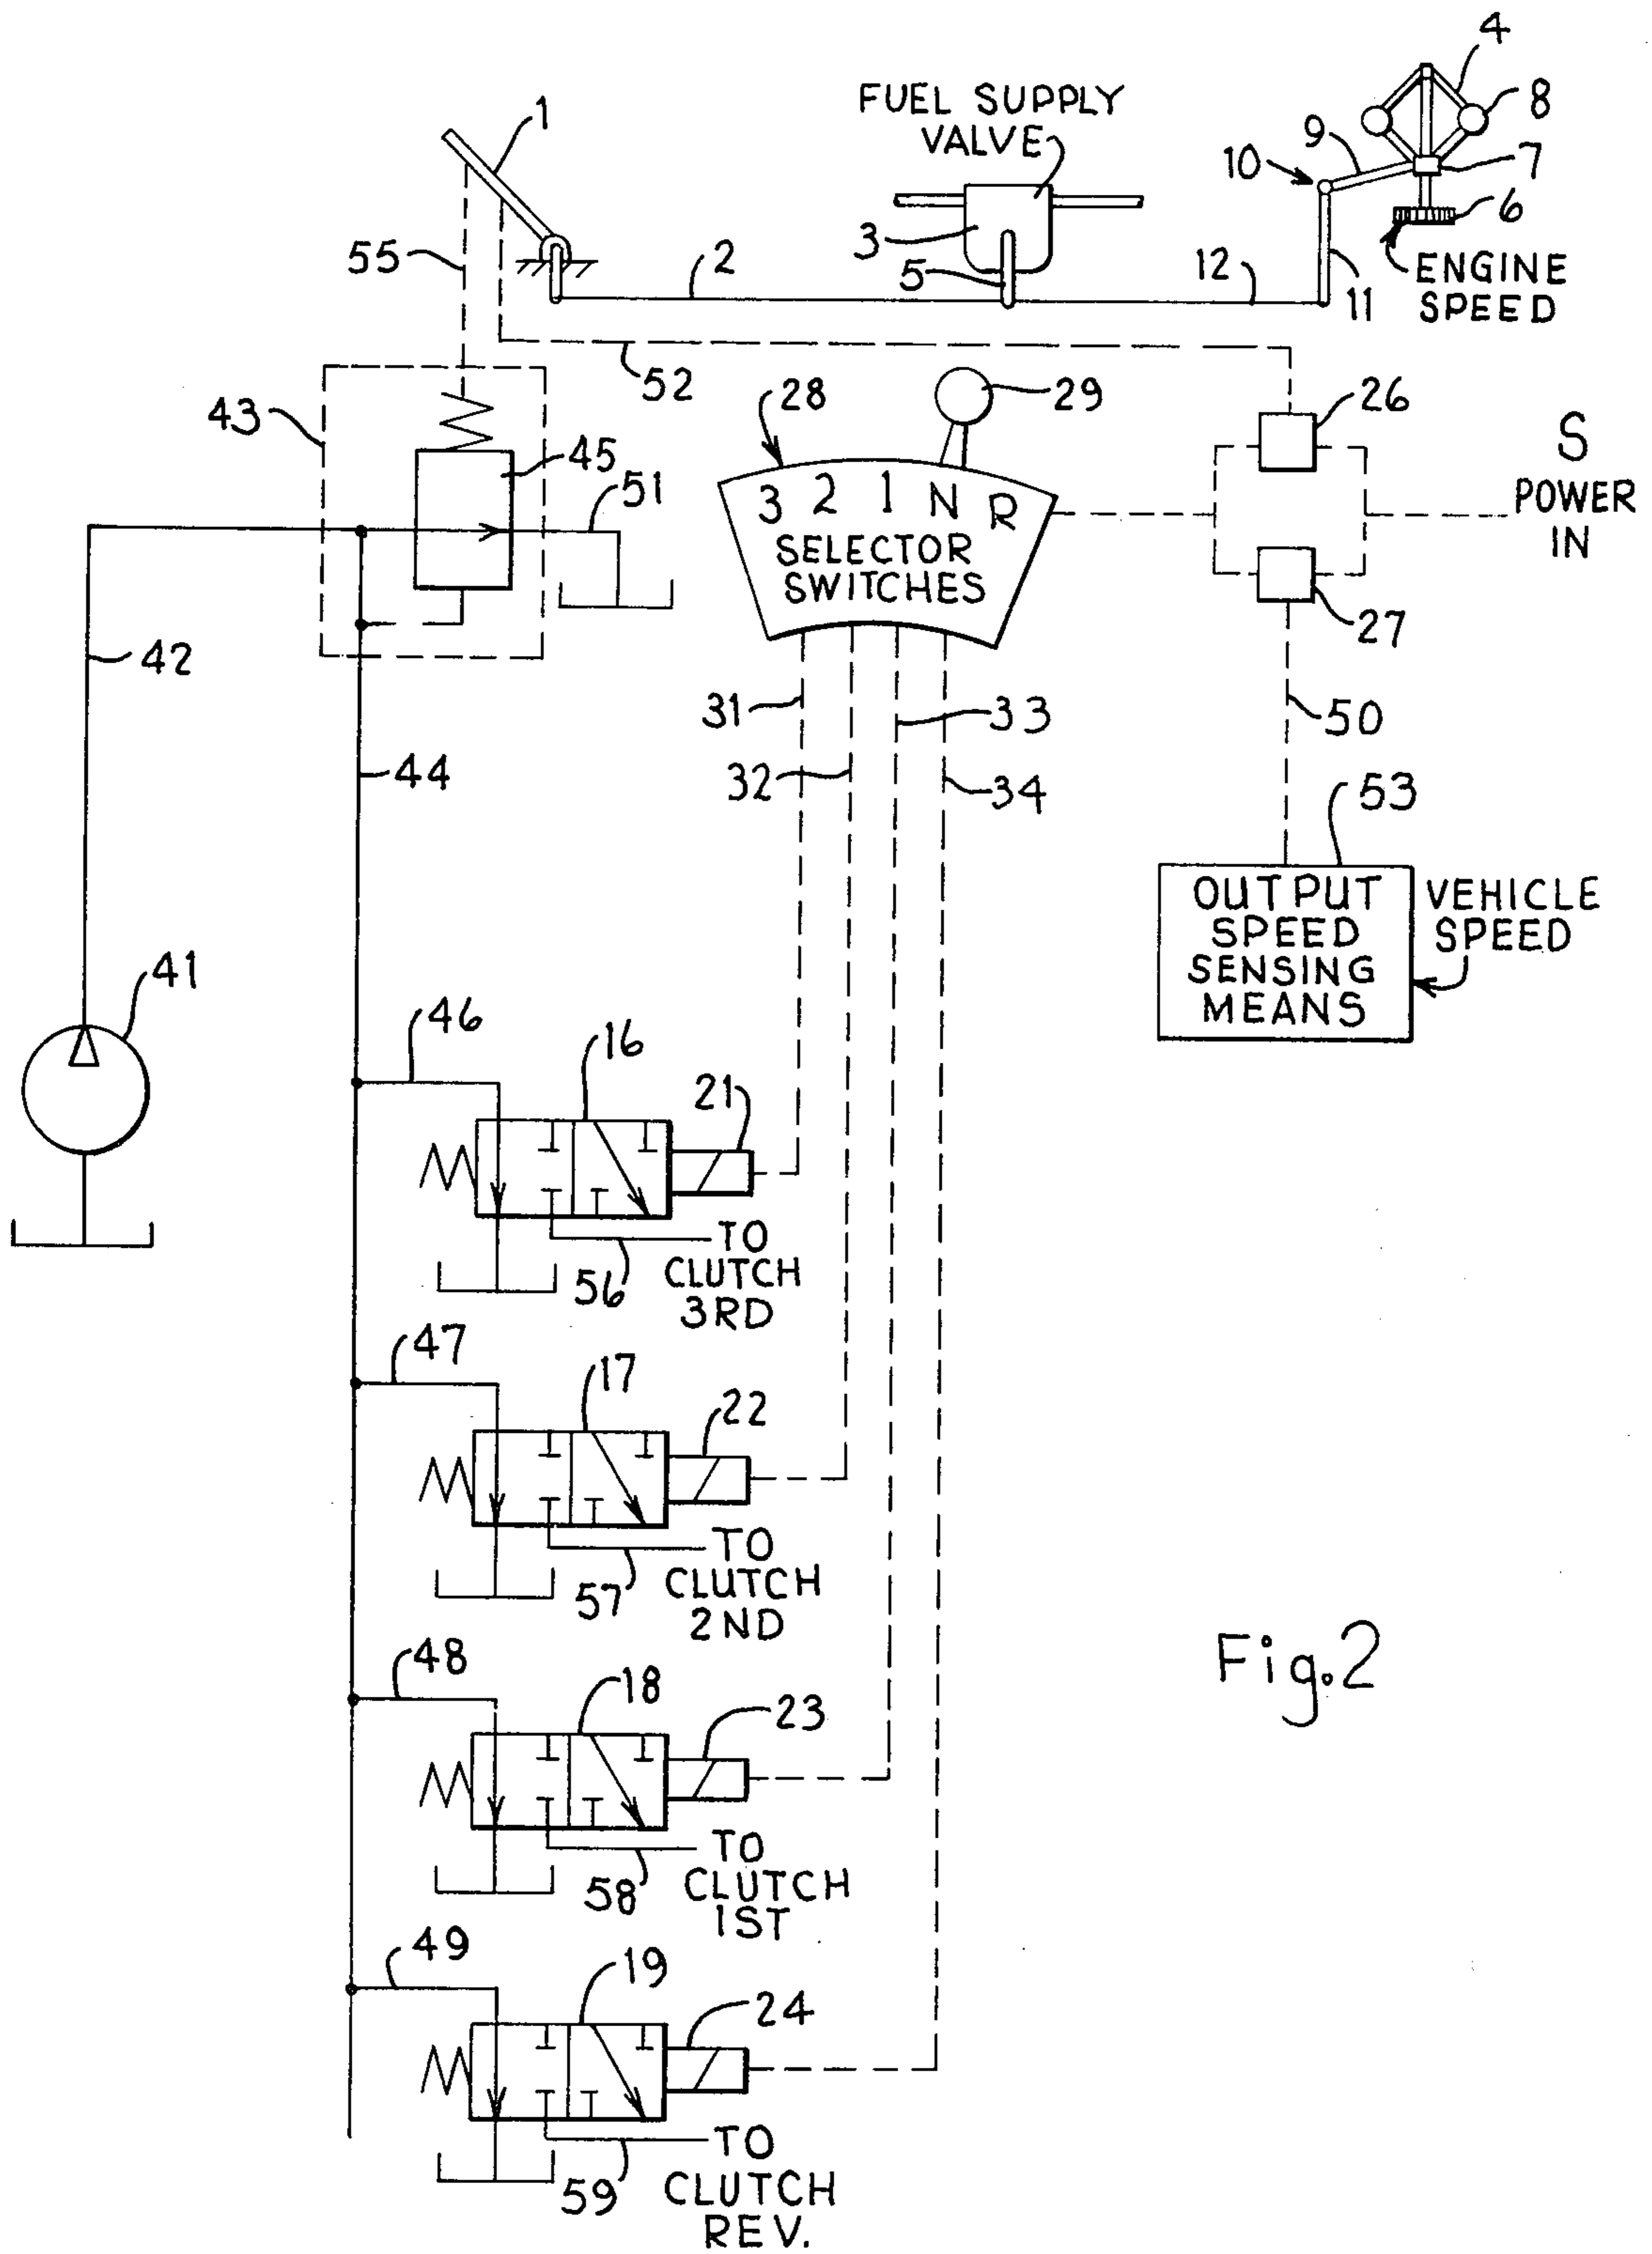 4
FUEL SUPPLY
VALVE
1
8
9
10
7
6
3
55
2
5
12
11
ENGINE
SPEED
52
28
29
26
43
S
45
51
3 2 1 N R
POWER
IN
SELECTOR
SWITCHES
27
42
31
33
50
44
32
34
53
OUTPUT
SPEED
SENSING
MEANS
VEHICLE
SPEED
41
46
16
21
TO
CLUTCH
3RD
56
47
17
22
TO
CLUTCH
2ND
57
Fig.2
48
18
23
TO
CLUTCH
1ST
58
49
19
24
TO
CLUTCH
REV.
59